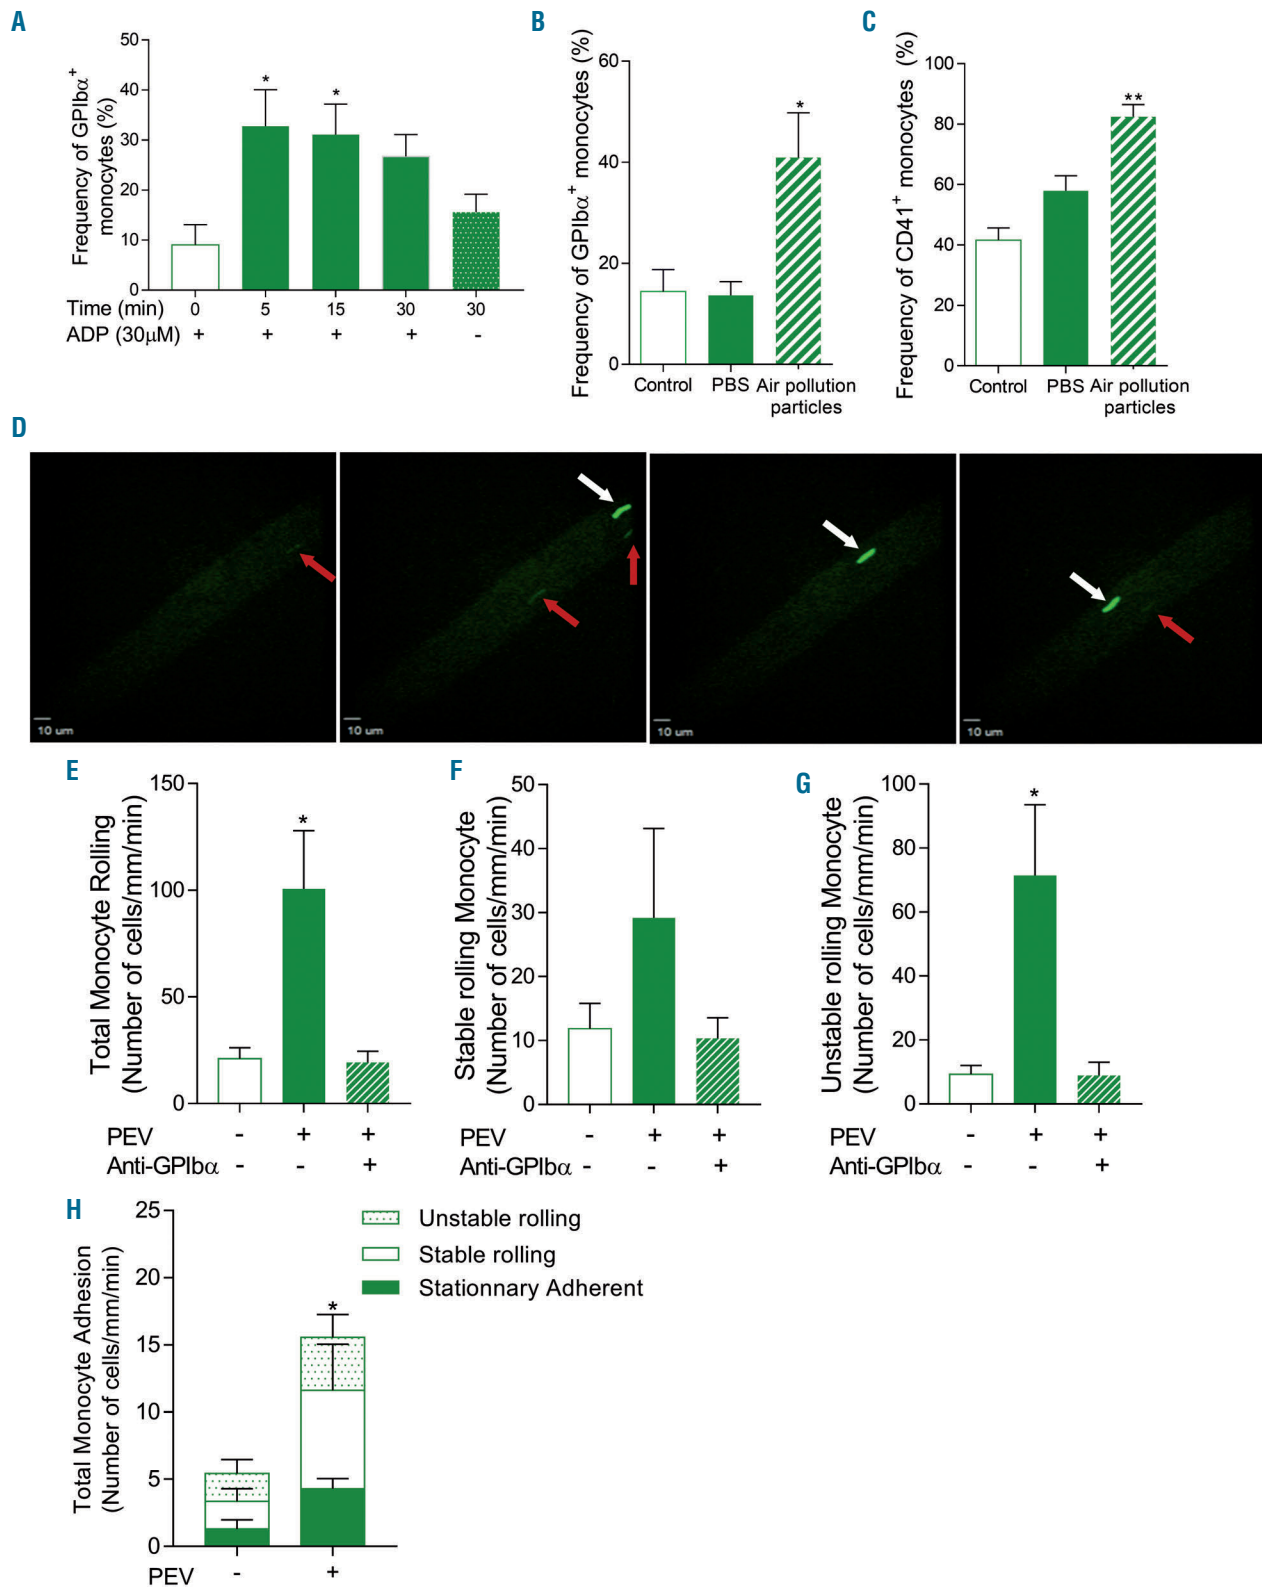 A
Frequency of GPIbα+
monocytes (%)
50
40
30
20
10
0
* *
Time (min) 0 5 15 30 30
ADP (30µM) + + + + -
B
Frequency of GPIbα+ monocytes (%)
60
40
20
0
*
Control PBS Air pollution
particles
C
Frequency of CD41+ monocytes (%)
100
80
60
40
20
0
**
Control PBS Air pollution
particles
D
10 um 10 um 10 um 10 um
E
Total Monocyte Rolling
(Number of cells/mm/min)
150
100
50
0
*
PEV - + +
Anti-GPIbα - - +
F
Stable rolling Monocyte
(Number of cells/mm/min)
50
40
30
20
10
0
PEV - + +
Anti-GPIbα - - +
G
Unstable rolling Monocyte
(Number of cells/mm/min)
100
80
60
40
20
0
*
PEV - + +
Anti-GPIbα - - +
H
Total Monocyte Adhesion
(Number of cells/mm/min)
25
20
15
10
5
0
*
PEV - +
Unstable rolling
Stable rolling
Stationnary Adherent